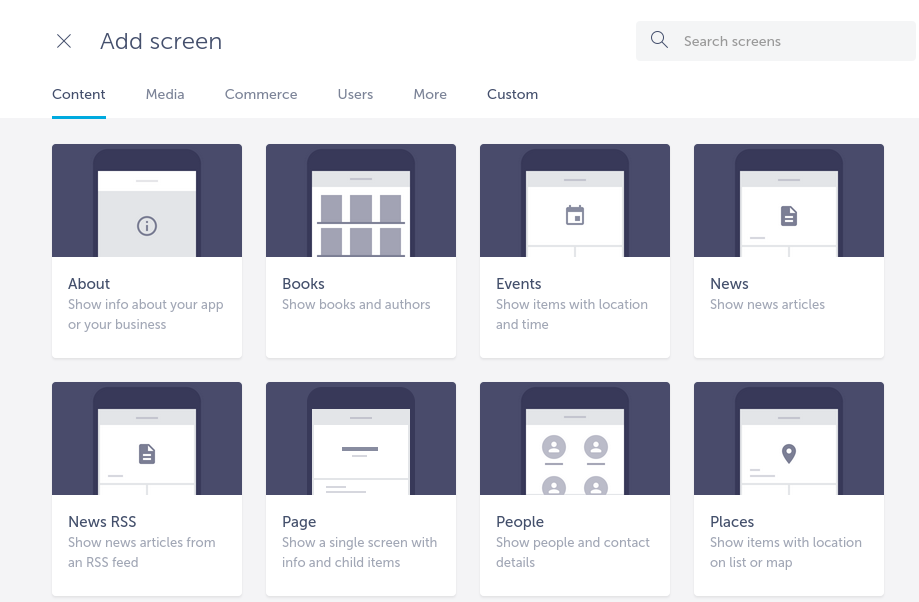 Add screen
Search screens
Content Media Commerce Users More Custom
About
Show info about your app
or your business
Books
Show books and authors
Events
Show items with location
and time
News
Show news articles
News RSS
Show news articles from
an RSS feed
Page
Show a single screen with
info and child items
People
Show people and contact
details
Places
Show items with location
on list or map